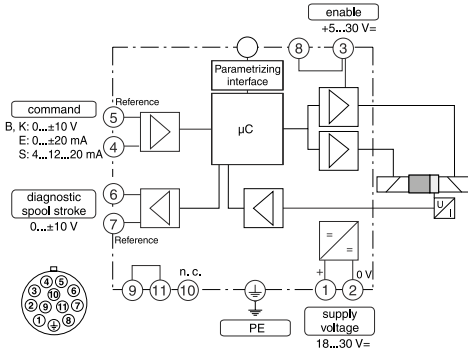 enable
+5...30 V=
8
3
Parametrizing
interface
command
B, K: 0...±10 V
E: 0...±20 mA
S: 4...12...20 mA
5
Reference
4
µC
diagnostic
spool stroke
0...±10 V
6
7
Reference
U
I
=
=
+
0 V
n. c.
9
11
10
1
2
PE
supply
voltage
18...30 V=
4
5
3
6
10
2
9
11
7
1
8